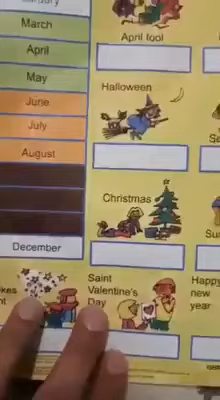 March
April
May
June
July
August
December
April fool
Halloween
Christmas
Saint
Valentine's
Day
Happy
new
year